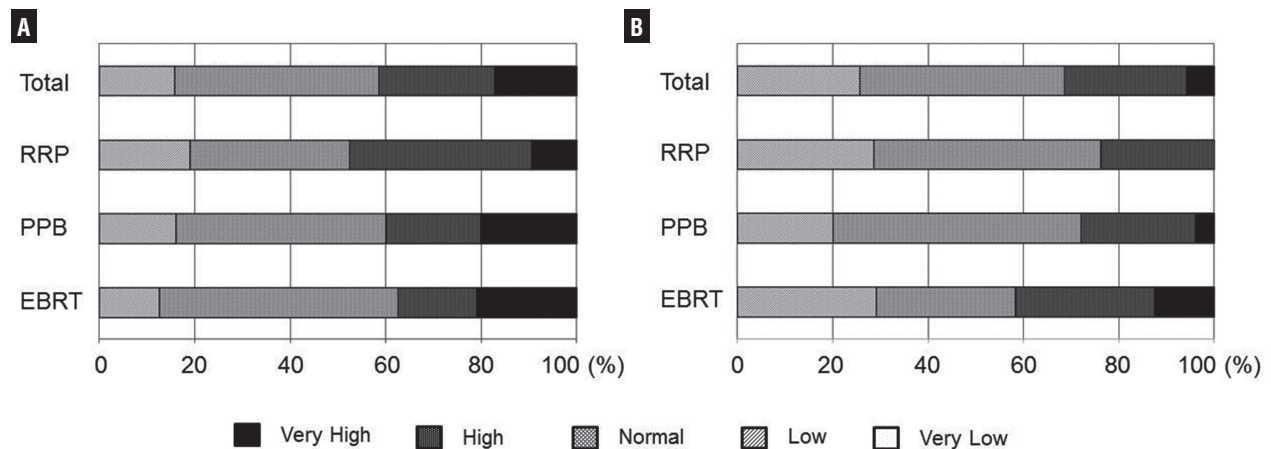 A
Total
RRP
PPB
EBRT
0 20 40 60 80 100 (%)
B
Total
RRP
PPB
EBRT
0 20 40 60 80 100 (%)
Very High High Normal Low Very Low